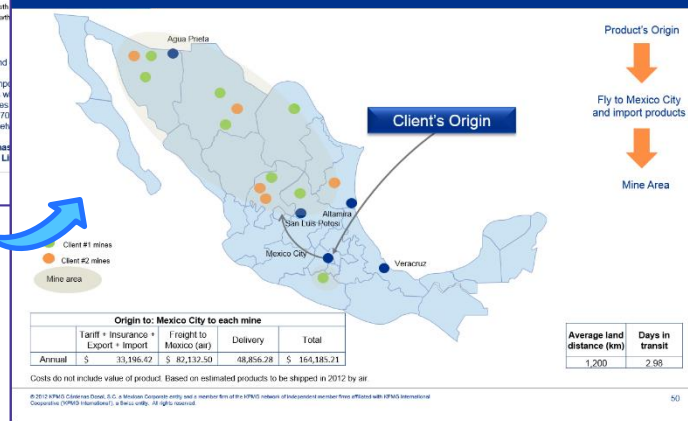 Agua Prieta
Client's Origin
Altamira
San Luis Potosi
Mexico City
Veracruz
Client #1 mines
Client #2 mines
Mine area
Product's Origin
Fly to Mexico City
and import products
Mine Area
Origin to: Mexico City to each mine
Tariff + Insurance + Export + Import Freight to Mexico (air) Delivery Total
Annual $ 33,196.42 $ 82,132.50 48,856.28 $ 164,185.21
Average land distance (km) Days in transit
1,200 2.98
Costs do not include value of product. Based on estimated products to be shipped in 2012 by air.
© 2012 KPMG Cárdenas Dosal, S.C. a Mexican Corporate entity and a member firm of the KPMG network of independent member firms affiliated with KPMG International
Cooperative ("KPMG International"), a Swiss entity. All rights reserved.
50